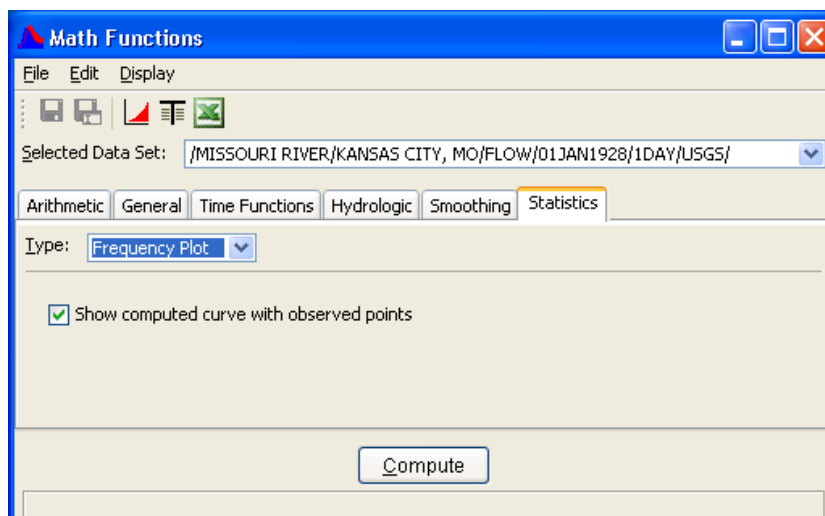 Math Functions
File Edit Display
Selected Data Set: /MISSOURI RIVER/KANSAS CITY, MO/FLOW/01JAN1928/1DAY/USGS/
Arithmetic General Time Functions Hydrologic Smoothing Statistics
Type: Frequency Plot
Show computed curve with observed points
Compute